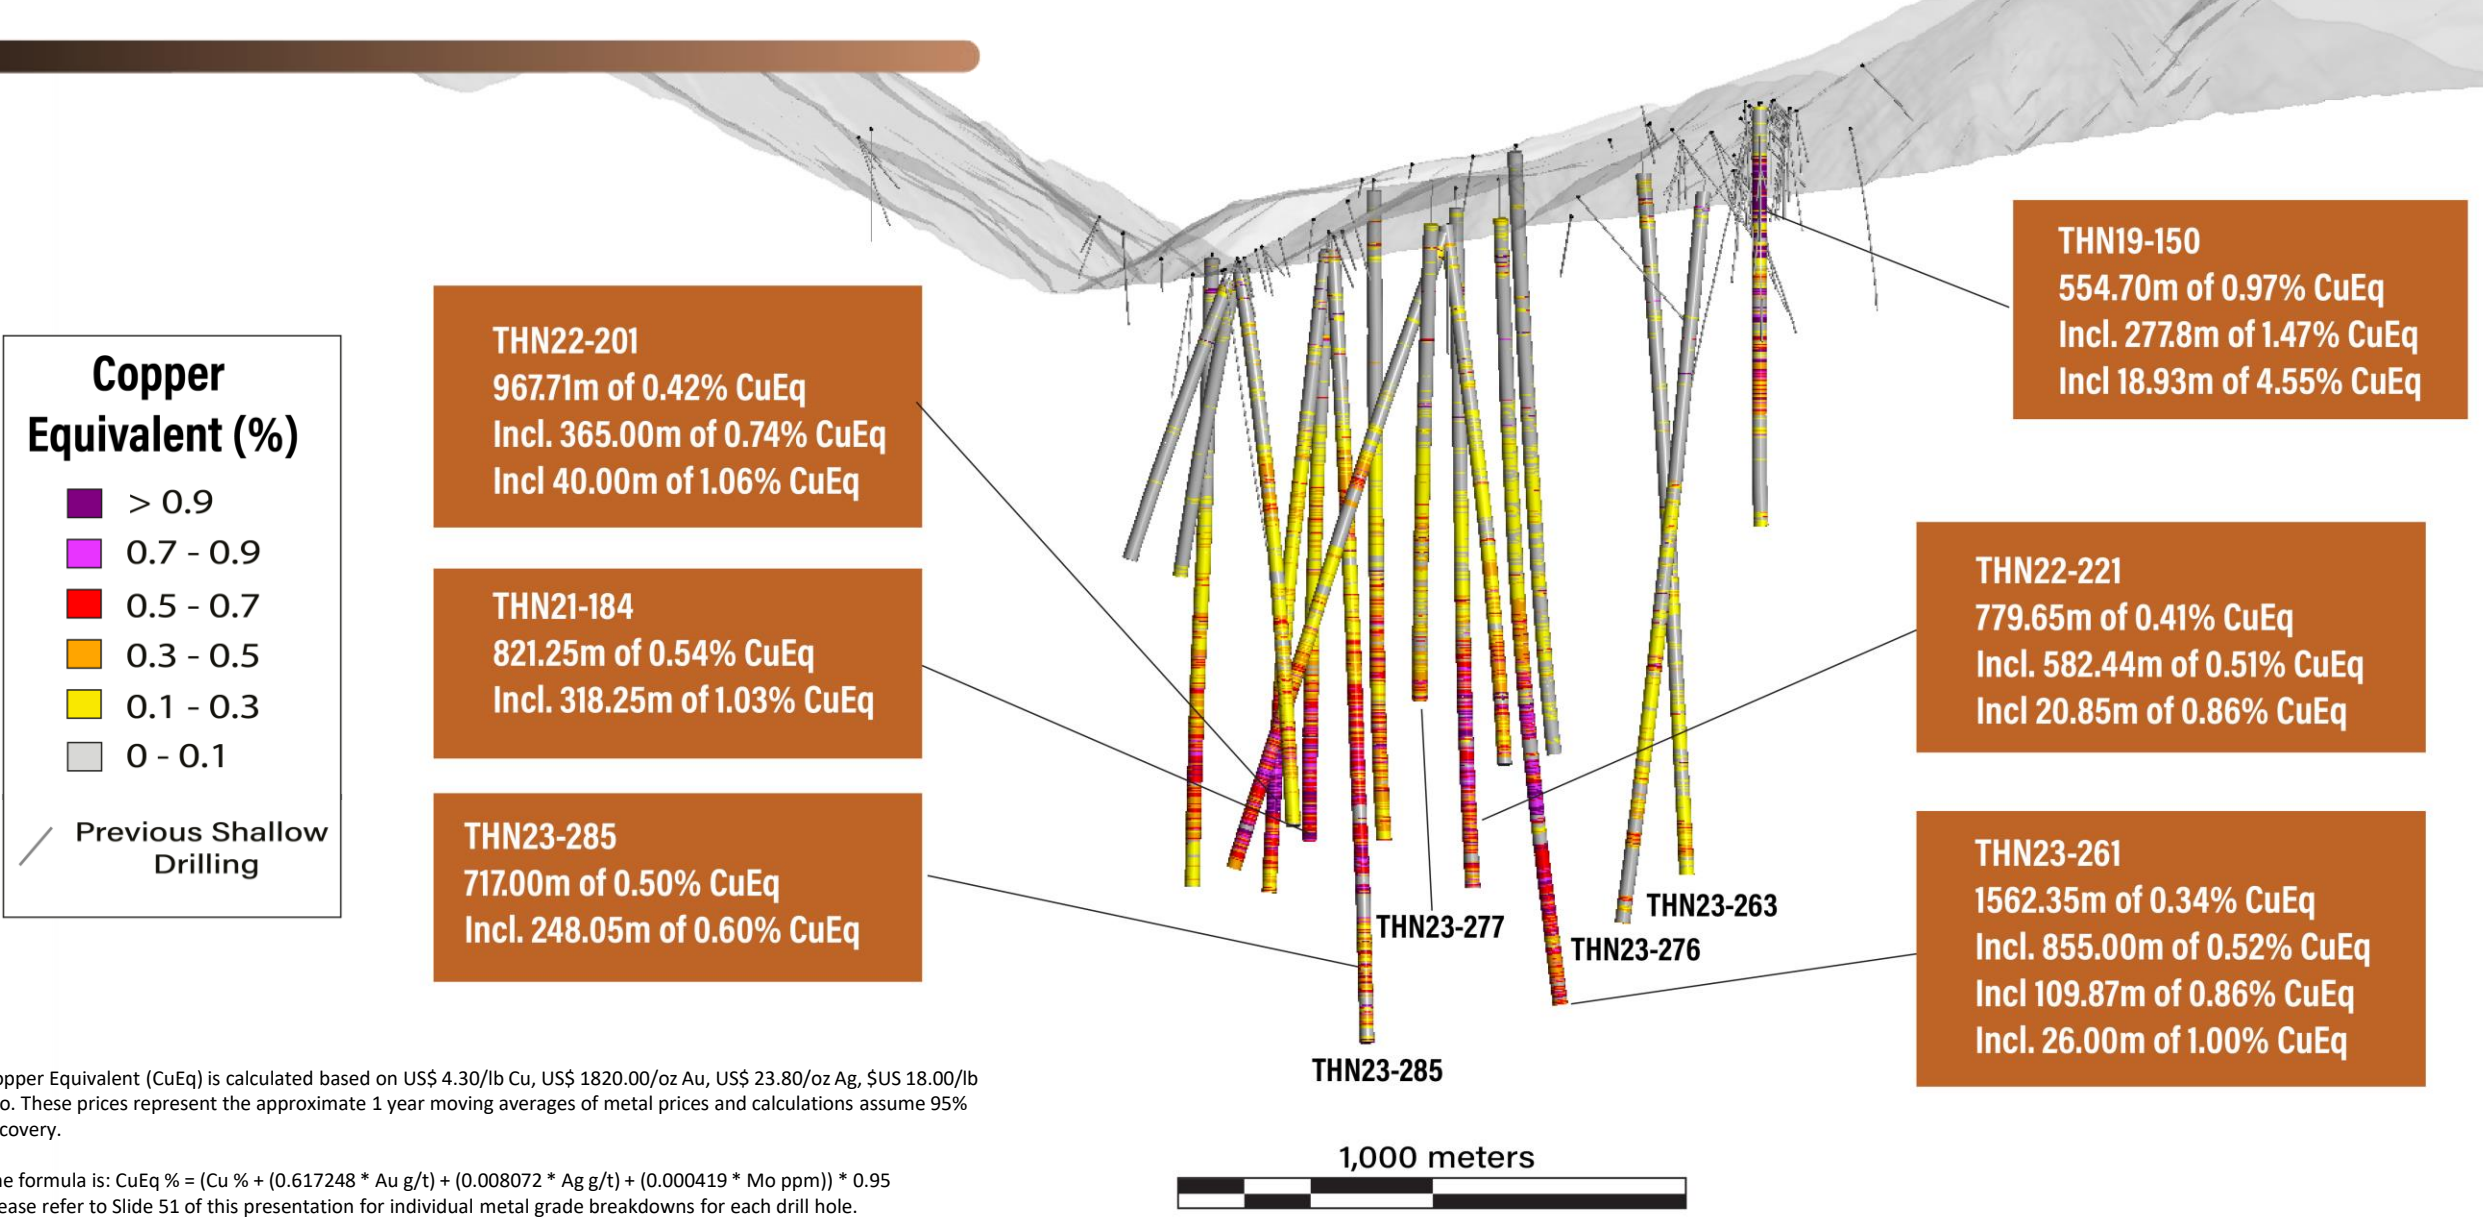 Copper
Equivalent (%)
> 0.9
0.7 - 0.9
0.5 - 0.7
0.3 - 0.5
0.1 - 0.3
0 - 0.1
Previous Shallow
Drilling
THN22-201
967.71m of 0.42% CuEq
Incl. 365.00m of 0.74% CuEq
Incl 40.00m of 1.06% CuEq
THN21-184
821.25m of 0.54% CuEq
Incl. 318.25m of 1.03% CuEq
THN23-285
717.00m of 0.50% CuEq
Incl. 248.05m of 0.60% CuEq
THN19-150
554.70m of 0.97% CuEq
Incl. 277.8m of 1.47% CuEq
Incl 18.93m of 4.55% CuEq
THN22-221
779.65m of 0.41% CuEq
Incl. 582.44m of 0.51% CuEq
Incl 20.85m of 0.86% CuEq
THN23-261
1562.35m of 0.34% CuEq
Incl. 855.00m of 0.52% CuEq
Incl 109.87m of 0.86% CuEq
Incl. 26.00m of 1.00% CuEq
THN23-263
THN23-277
THN23-276
THN23-285
1,000 meters
opper Equivalent (CuEq) is calculated based on US$ 4.30/lb Cu, US$ 1820.00/oz Au, US$ 23.80/oz Ag, $US 18.00/lb
o. These prices represent the approximate 1 year moving averages of metal prices and calculations assume 95%
covery.
he formula is: CuEq % = (Cu % + (0.617248 * Au g/t) + (0.008072 * Ag g/t) + (0.000419 * Mo ppm)) * 0.95
ease refer to Slide 51 of this presentation for individual metal grade breakdowns for each drill hole.